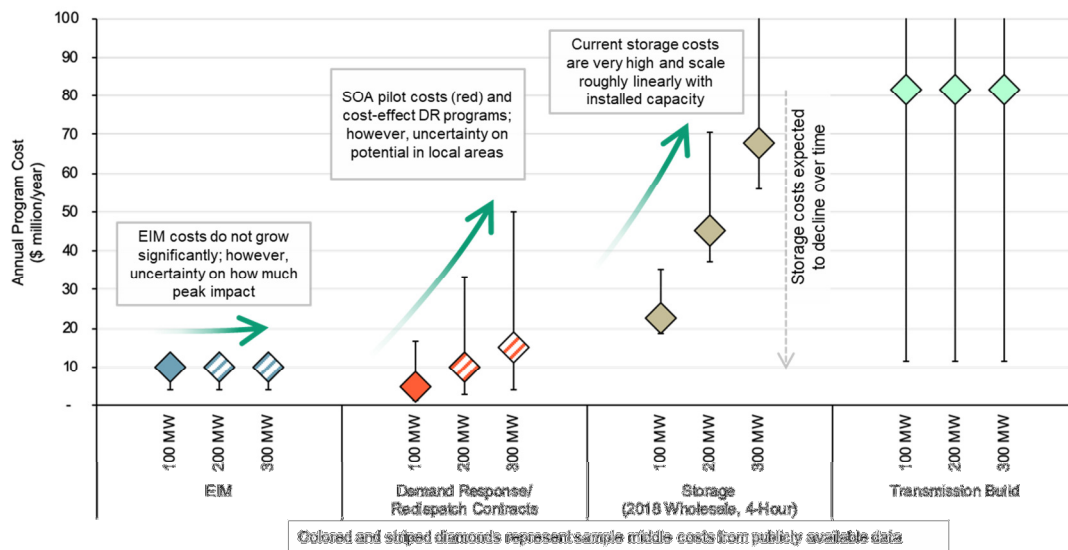 100
90
80
70
60
50
40
30
20
10
-
Annual Program Cost
($ million/year)
EIM costs do not grow
significantly; however,
uncertainty on how much
peak impact
SOA pilot costs (red) and
cost-effect DR programs;
however, uncertainty on
potential in local areas
Current storage costs
are very high and scale
roughly linearly with
installed capacity
Storage costs expected
to decline over time
100 MW
200 MW
300 MW
100 MW
200 MW
300 MW
100 MW
200 MW
300 MW
100 MW
200 MW
300 MW
EIM
Demand Response/
Redispatch Contracts
Storage
(2018 Wholesale, 4-Hour)
Transmission Build
Colored and striped diamonds represent sample middle costs from publicly available data